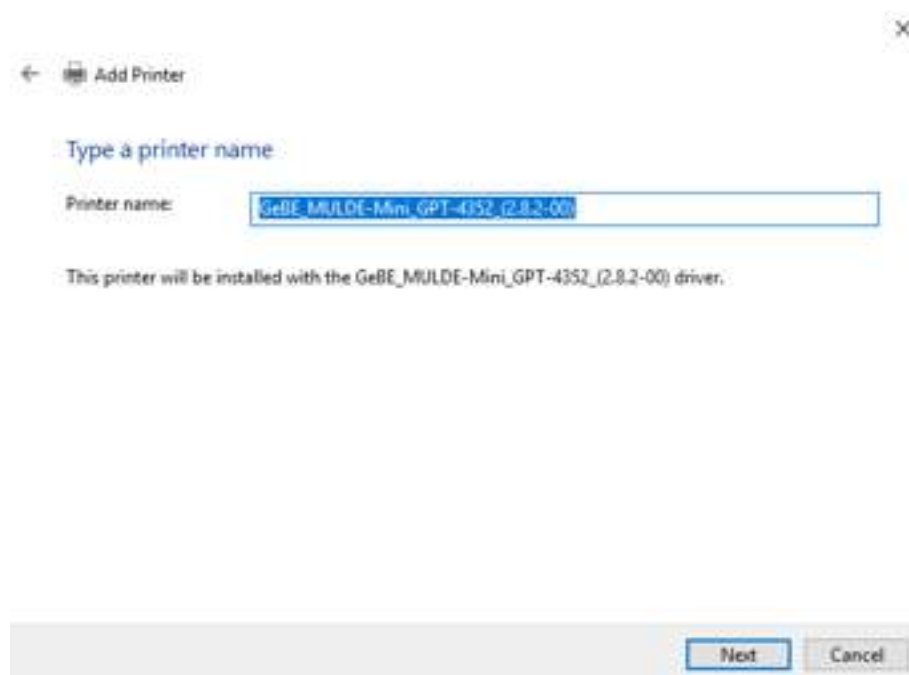 Add Printer
Type a printer name
Printer name: GeBE_MULDE-Mini_GPT-4352_(2.8.2-00)
This printer will be installed with the GeBE_MULDE-Mini_GPT-4352_(2.8.2-00) driver.
Next Cancel